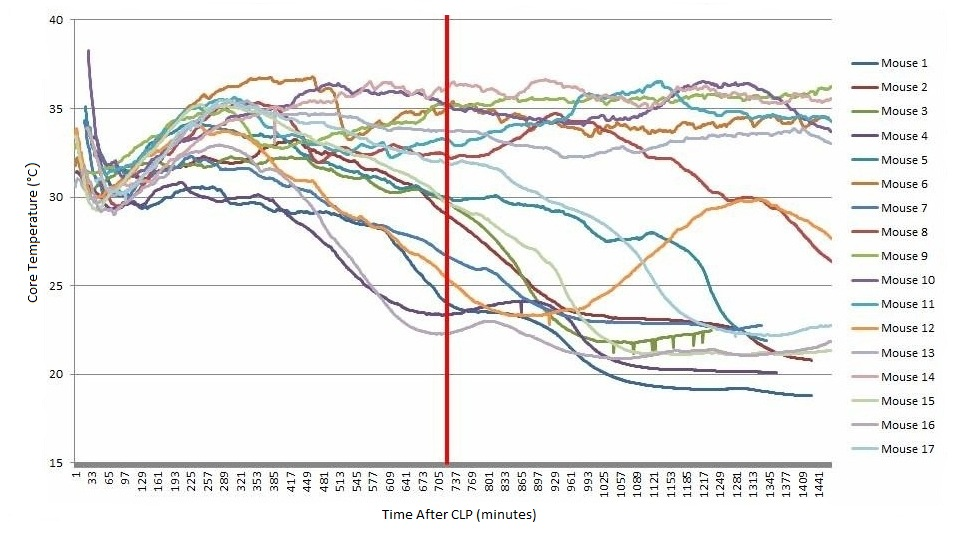 40
35
30
25
20
15
Core Temperature (°C)
1 33 65 97 129 161 193 225 257 289 321 353 385 417 449 481 513 545 577 609 641 673 705 737 769 801 833 865 897 929 961 993 1025 1057 1089 1121 1153 1185 1217 1249 1281 1313 1345 1377 1409 1441
Time After CLP (minutes)
Mouse 1
Mouse 2
Mouse 3
Mouse 4
Mouse 5
Mouse 6
Mouse 7
Mouse 8
Mouse 9
Mouse 10
Mouse 11
Mouse 12
Mouse 13
Mouse 14
Mouse 15
Mouse 16
Mouse 17